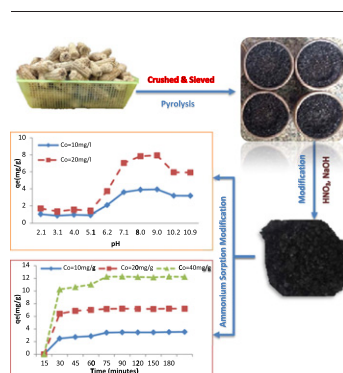 Crushed & Sieved
Pyrolysis
Modification
HNO3, NaOH
Ammonium Sorption Modification
Co=10mg/l
Co=20mg/l
qe(mg/g)
10
8
6
4
2
0
2.1 3.1 4.0 5.1 6.2 7.1 8.0 9.0 10.2 10.9
pH
Co=10mg/g Co=20mg/g Co=40mg/g
qe(mg/g)
14
12
10
8
6
4
2
0
15 30 45 60 75 90 120 150 180
Time (minutes)